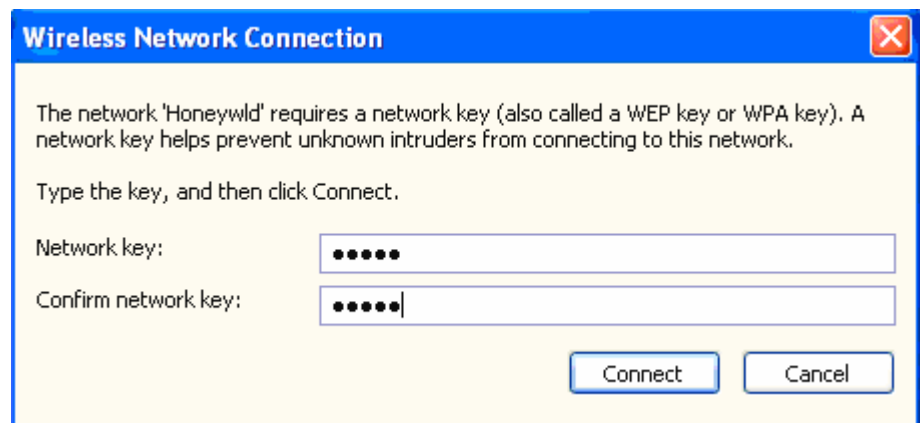 Wireless Network Connection
The network 'Honeywld' requires a network key (also called a WEP key or WPA key). A
network key helps prevent unknown intruders from connecting to this network.
Type the key, and then click Connect.
Network key: •••••
Confirm network key: •••••
Connect Cancel